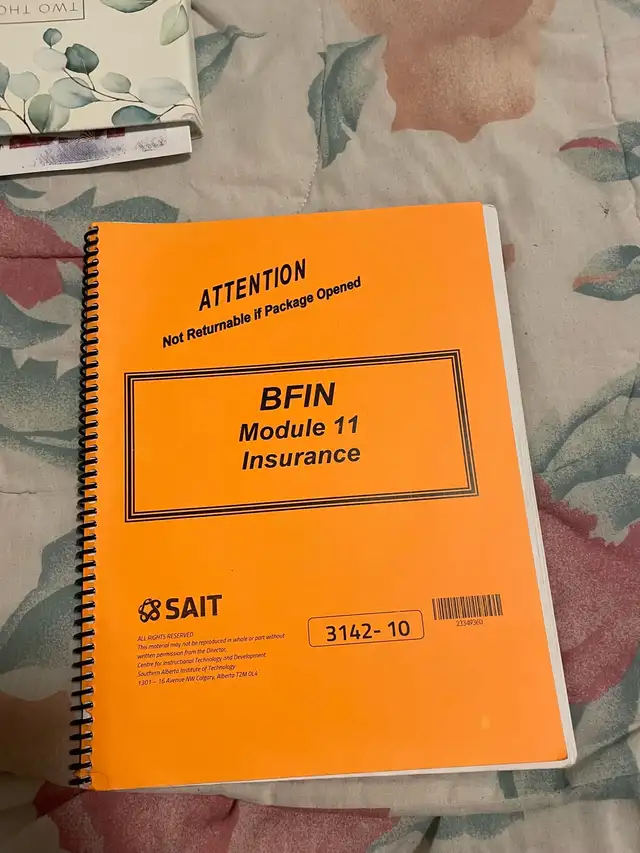 TWO THO
ATTENTION
Not Returnable if Package Opened
BFIN
Module 11
Insurance
SAIT
ALL RIGHTS RESERVED
This material may not be reproduced in whole or part without
written permission from the Director,
Centre for Instructional Technology and Development
Southern Alberta Institute of Technology
1301 – 16 Avenue NW Calgary, Alberta T2M 0L4
3142- 10
23349360